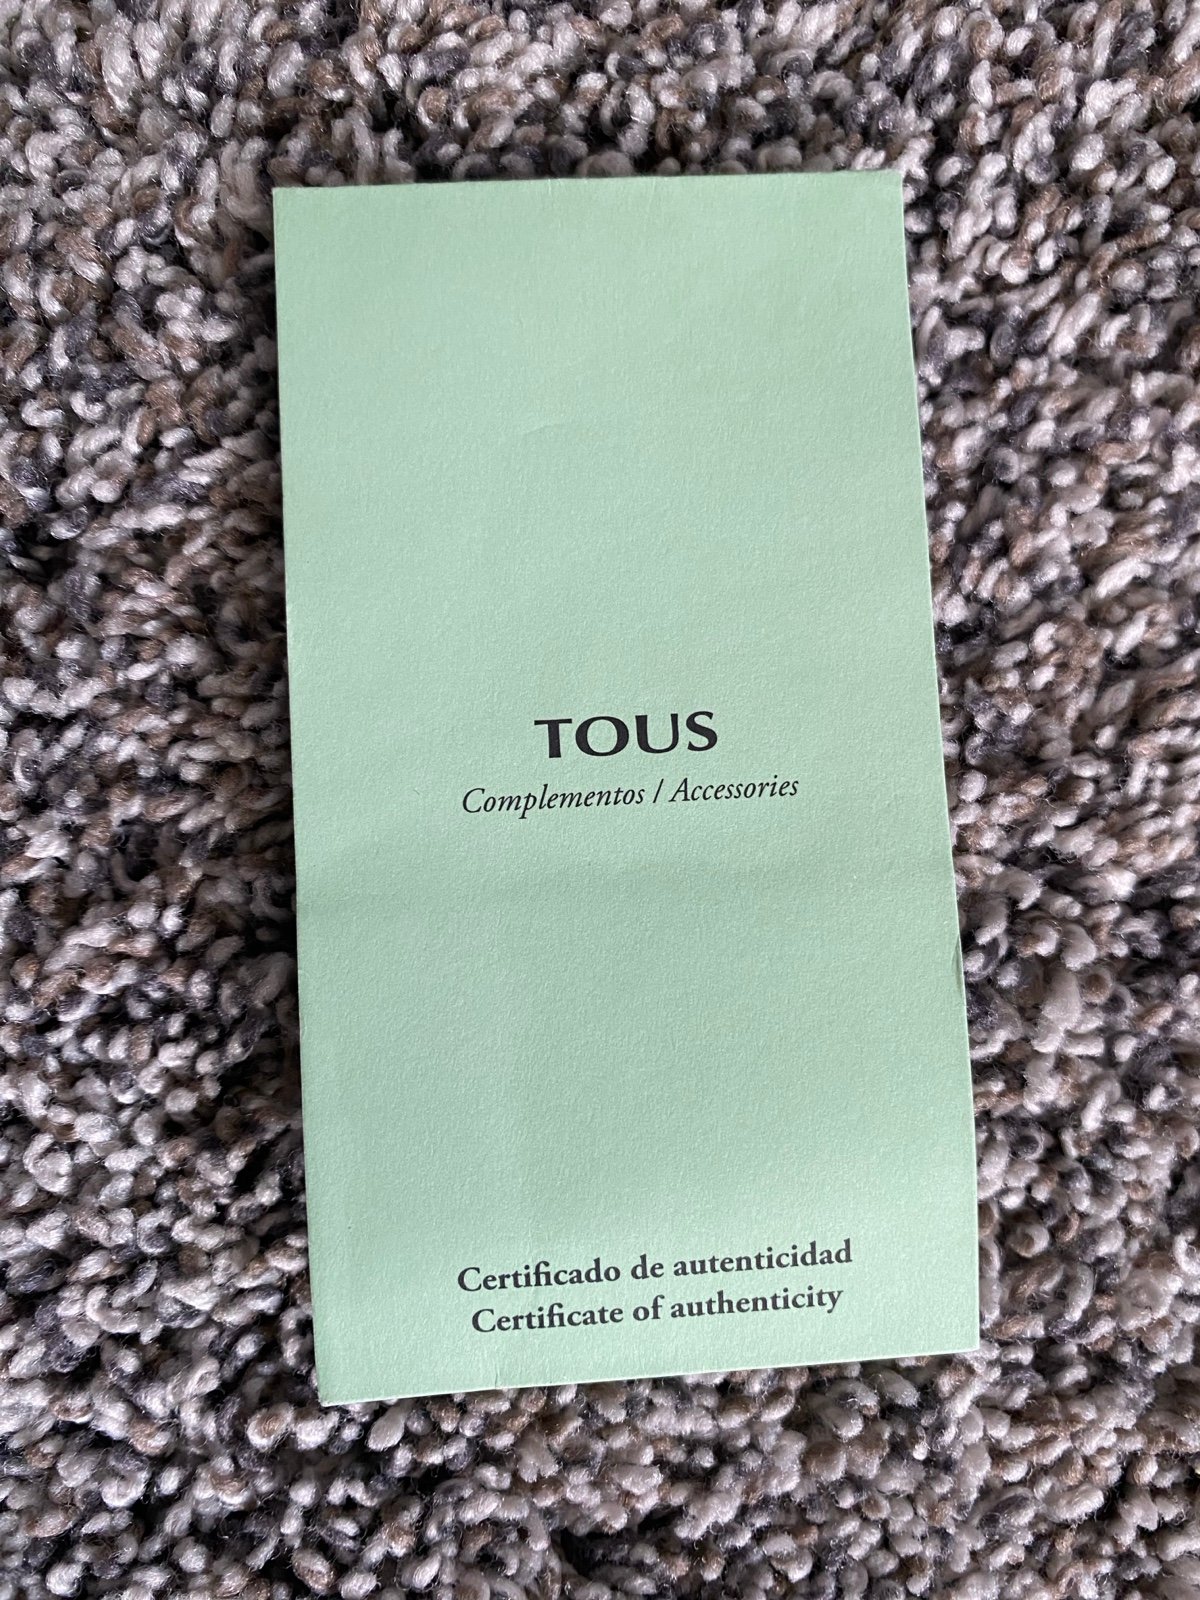 TOUS
Complementos / Accessories
Certificado de autenticidad
Certificate of authenticity